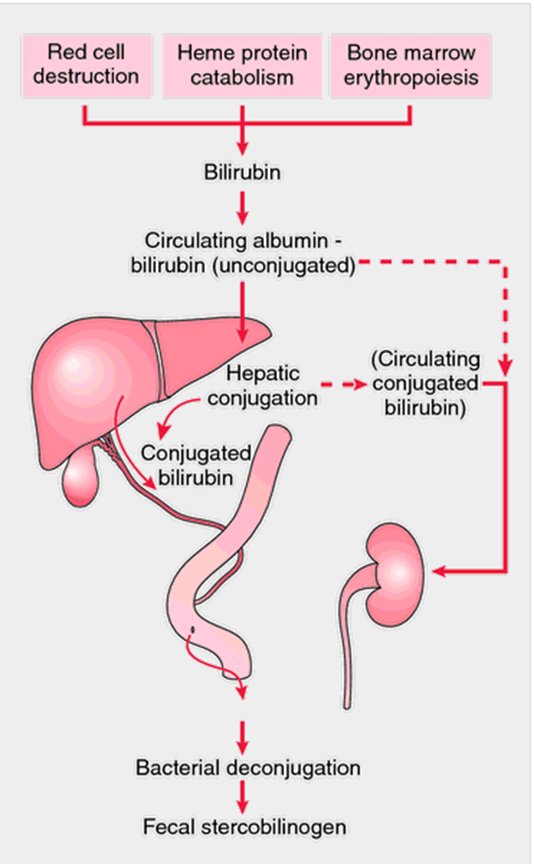 Red cell
destruction
Heme protein
catabolism
Bone marrow
erythropoiesis
Bilirubin
Circulating albumin -
bilirubin (unconjugated)
(Circulating
conjugated
bilirubin)
Hepatic
conjugation
Conjugated
bilirubin
Bacterial deconjugation
Fecal stercobilinogen